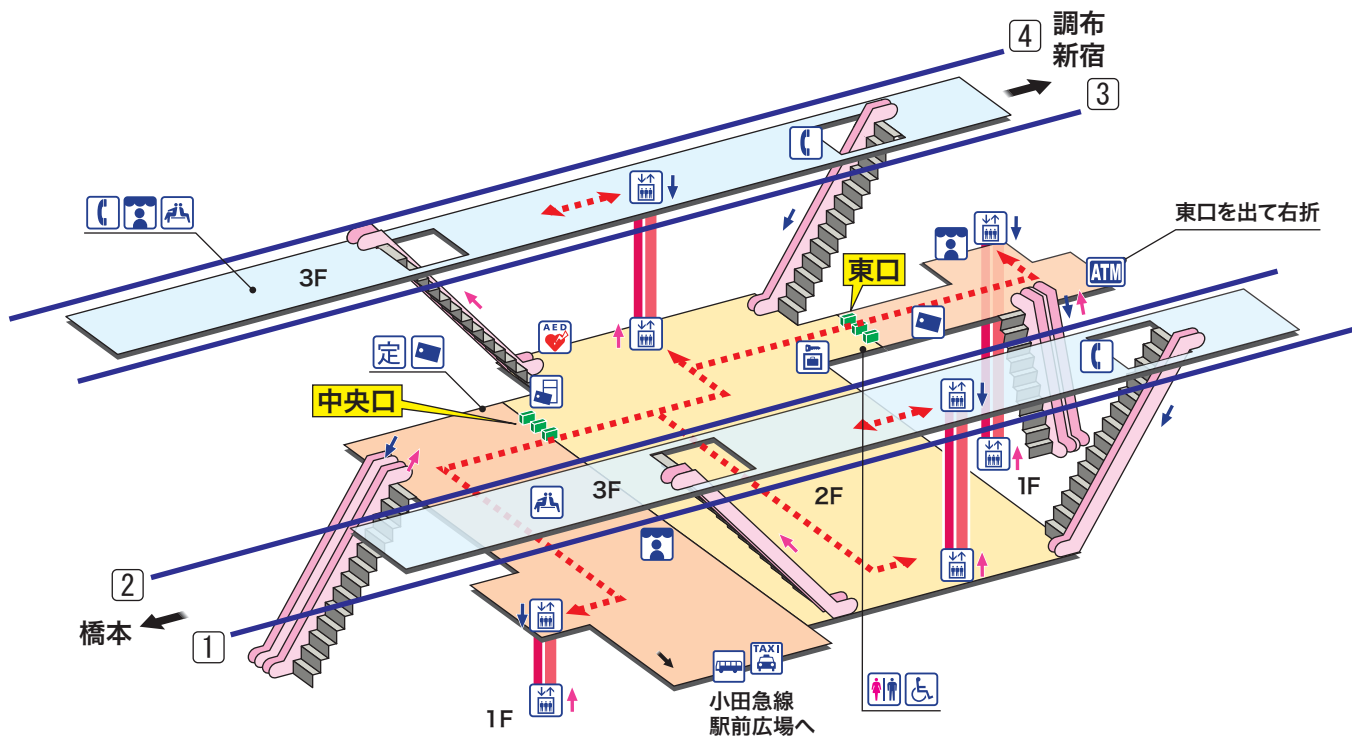 4
調布
新宿
3
東口を出て右折
ATM
東口
3F
AED
定
中央口
3F
2F
1F
2
橋本
1
TAXI
小田急線
駅前広場へ
1F